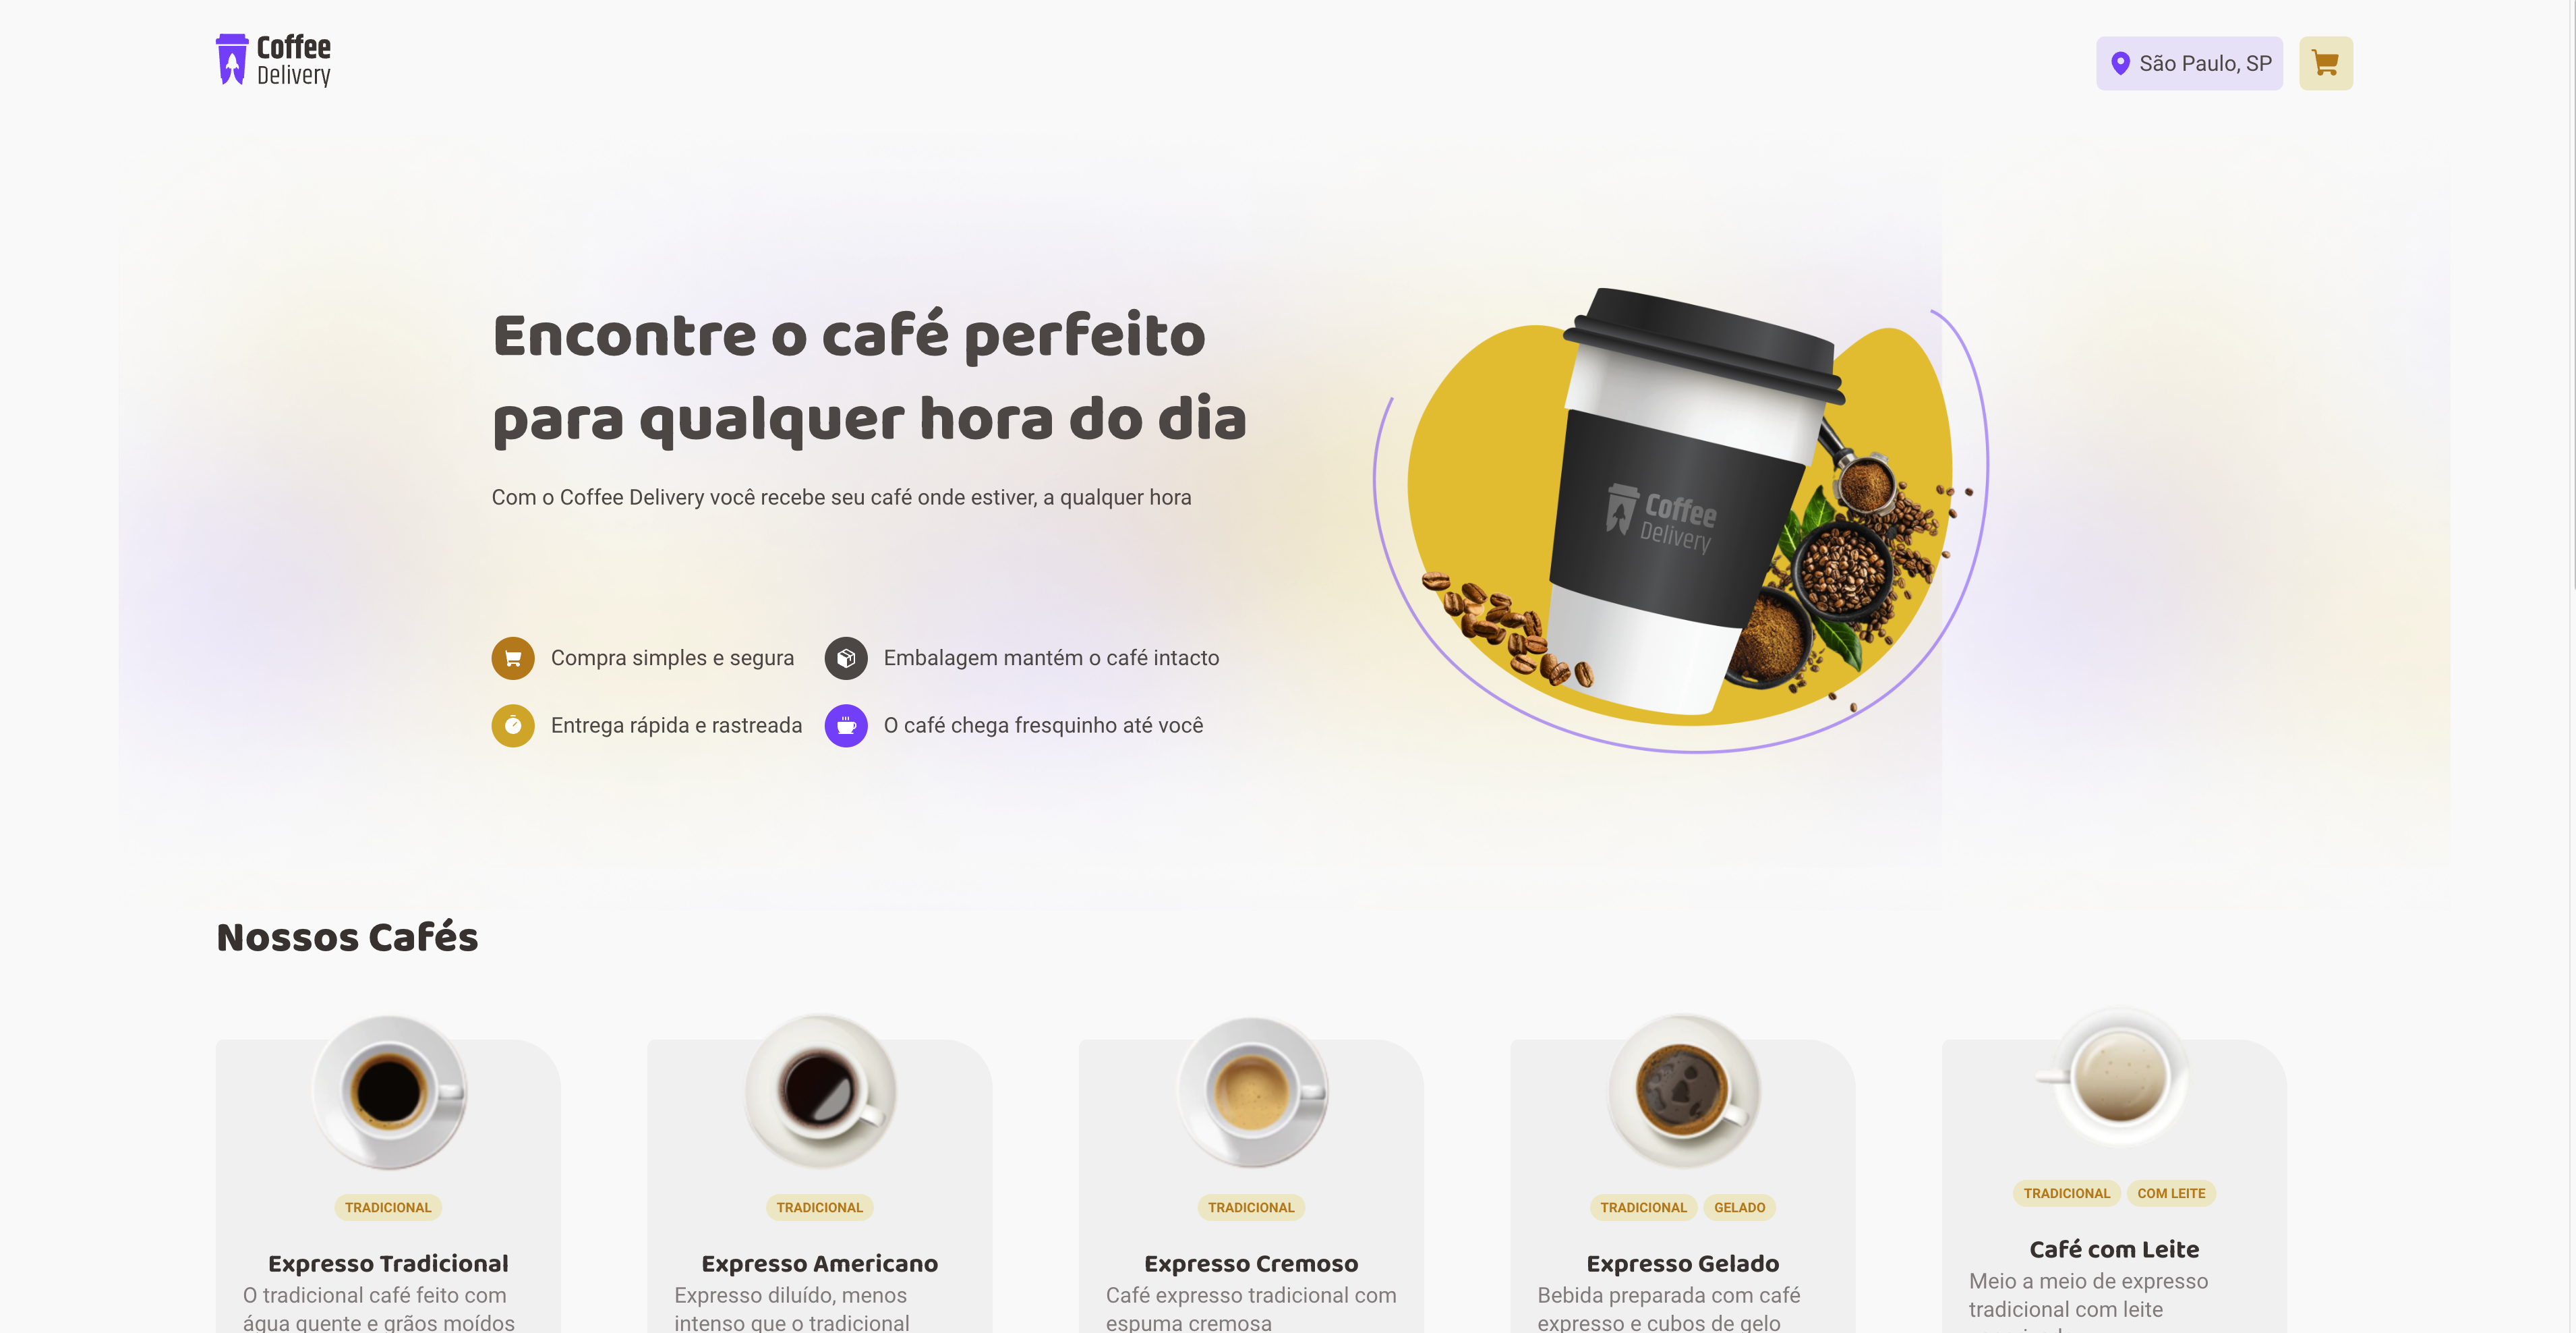 Coffee
Delivery
São Paulo, SP
Encontre o café perfeito
para qualquer hora do dia
Com o Coffee Delivery você recebe seu café onde estiver, a qualquer hora
Compra simples e segura
Embalagem mantém o café intacto
Entrega rápida e rastreada
O café chega fresquinho até você
Coffee
Delivery
Nossos Cafés
TRADICIONAL
Expresso Tradicional
O tradicional café feito com
água quente e grãos moídos
TRADICIONAL
Expresso Americano
Expresso diluído, menos
intenso que o tradicional
TRADICIONAL
Expresso Cremoso
Café expresso tradicional com
espuma cremosa
TRADICIONAL GELADO
Expresso Gelado
Bebida preparada com café
expresso e cubos de gelo
TRADICIONAL COM LEITE
Café com Leite
Meio a meio de expresso
tradicional com leite